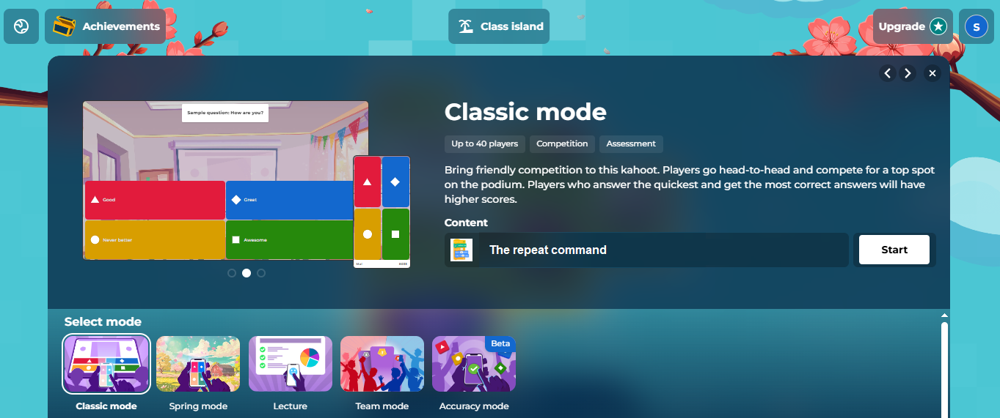 Achievements
Class island
Upgrade
S
Sample question: How are you?
Good
Great
Never better
Awesome
Classic mode
Up to 40 players
Competition
Assessment
Bring friendly competition to this kahoot. Players go head-to-head and compete for a top spot
on the podium. Players who answer the quickest and get the most correct answers will have
higher scores.
Content
The repeat command
Start
Select mode
Beta
Classic mode
Spring mode
Lecture
Team mode
Accuracy mode